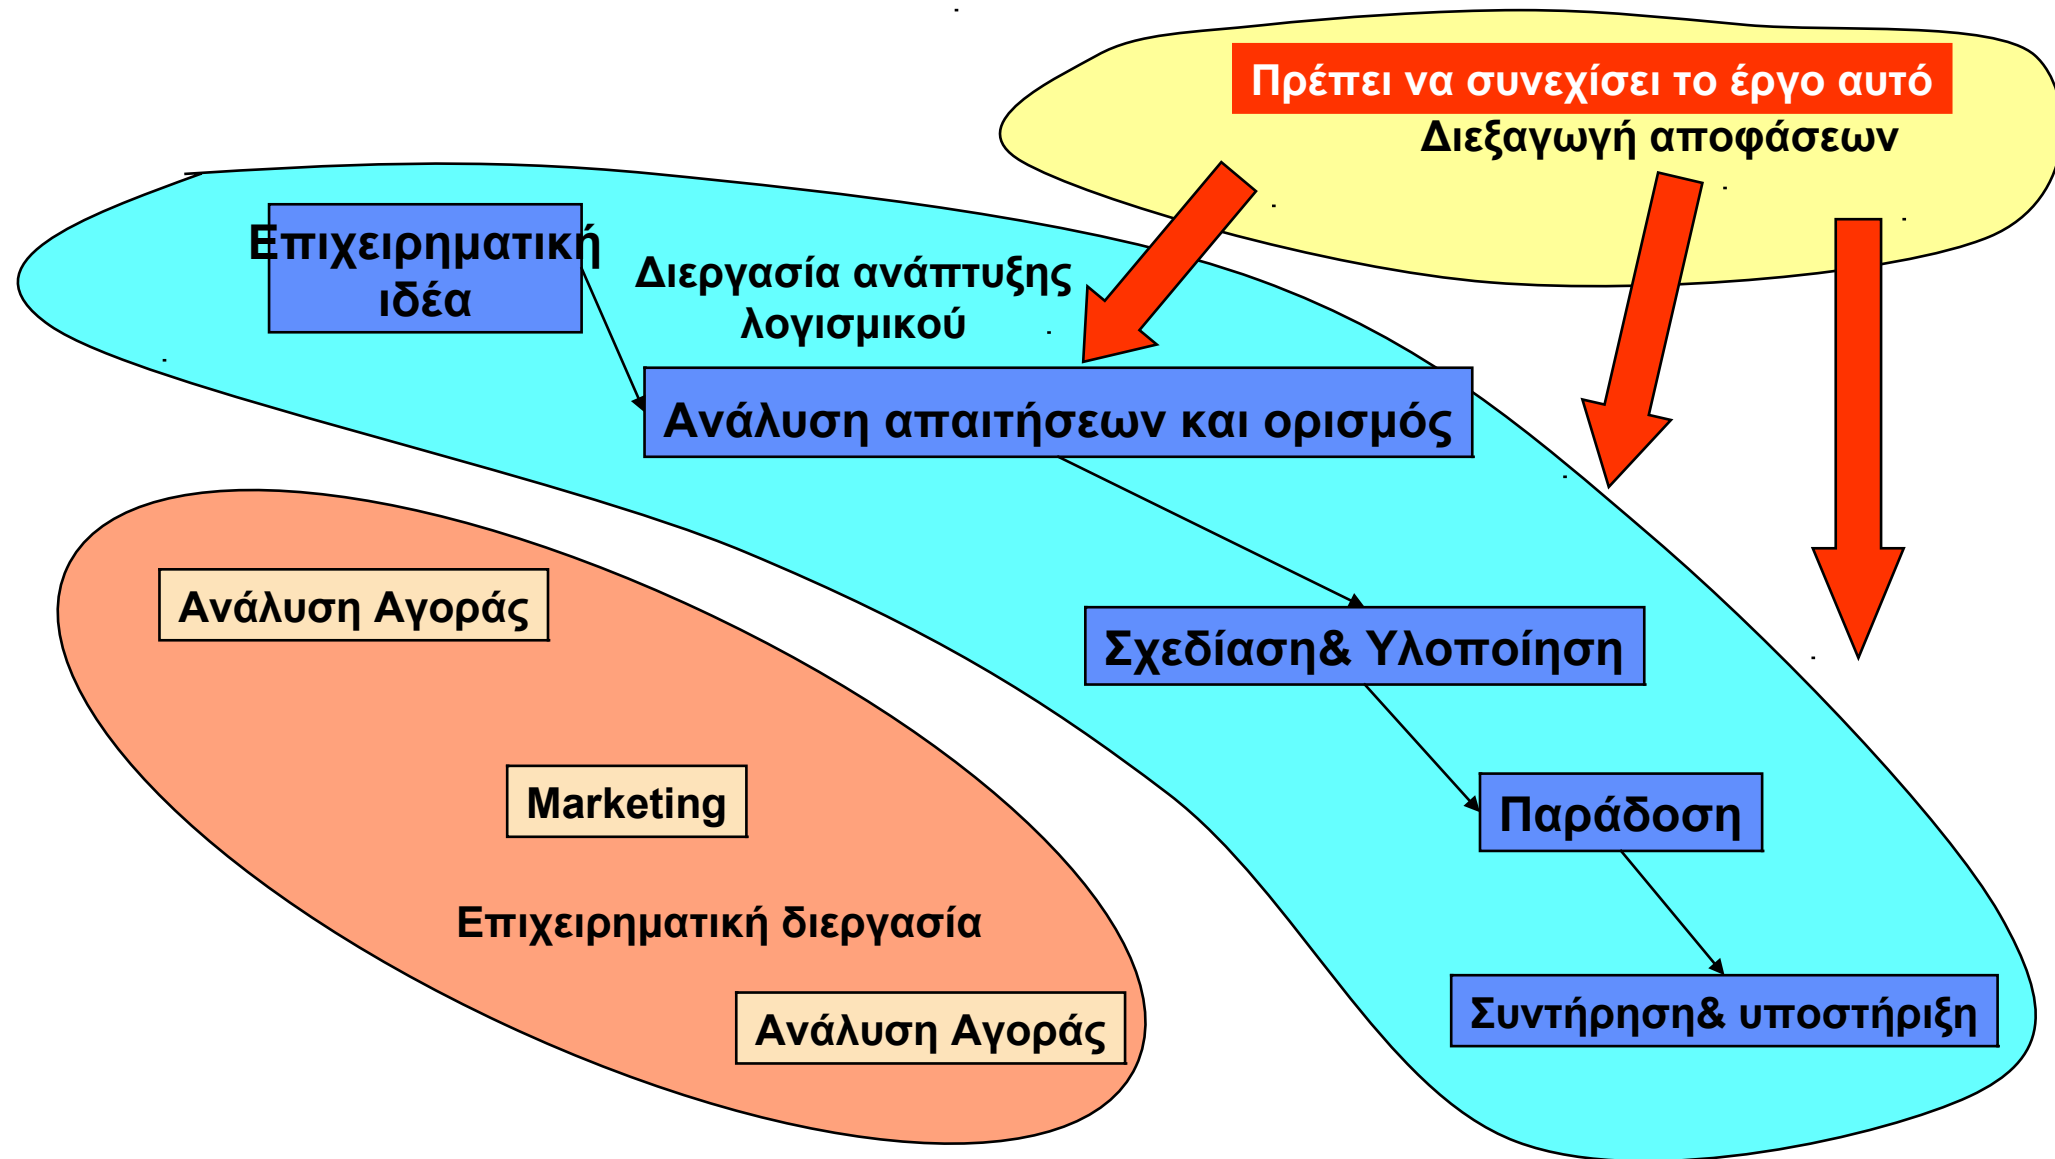 Πρέπει να συνεχίσει το έργο αυτό
Διεξαγωγή αποφάσεων
Επιχειρηματική
ιδέα
Διεργασία ανάπτυξης
λογισμικού
Ανάλυση απαιτήσεων και ορισμός
Σχεδίαση& Υλοποίηση
Παράδοση
Συντήρηση& υποστήριξη
Ανάλυση Αγοράς
Marketing
Επιχειρηματική διεργασία
Ανάλυση Αγοράς